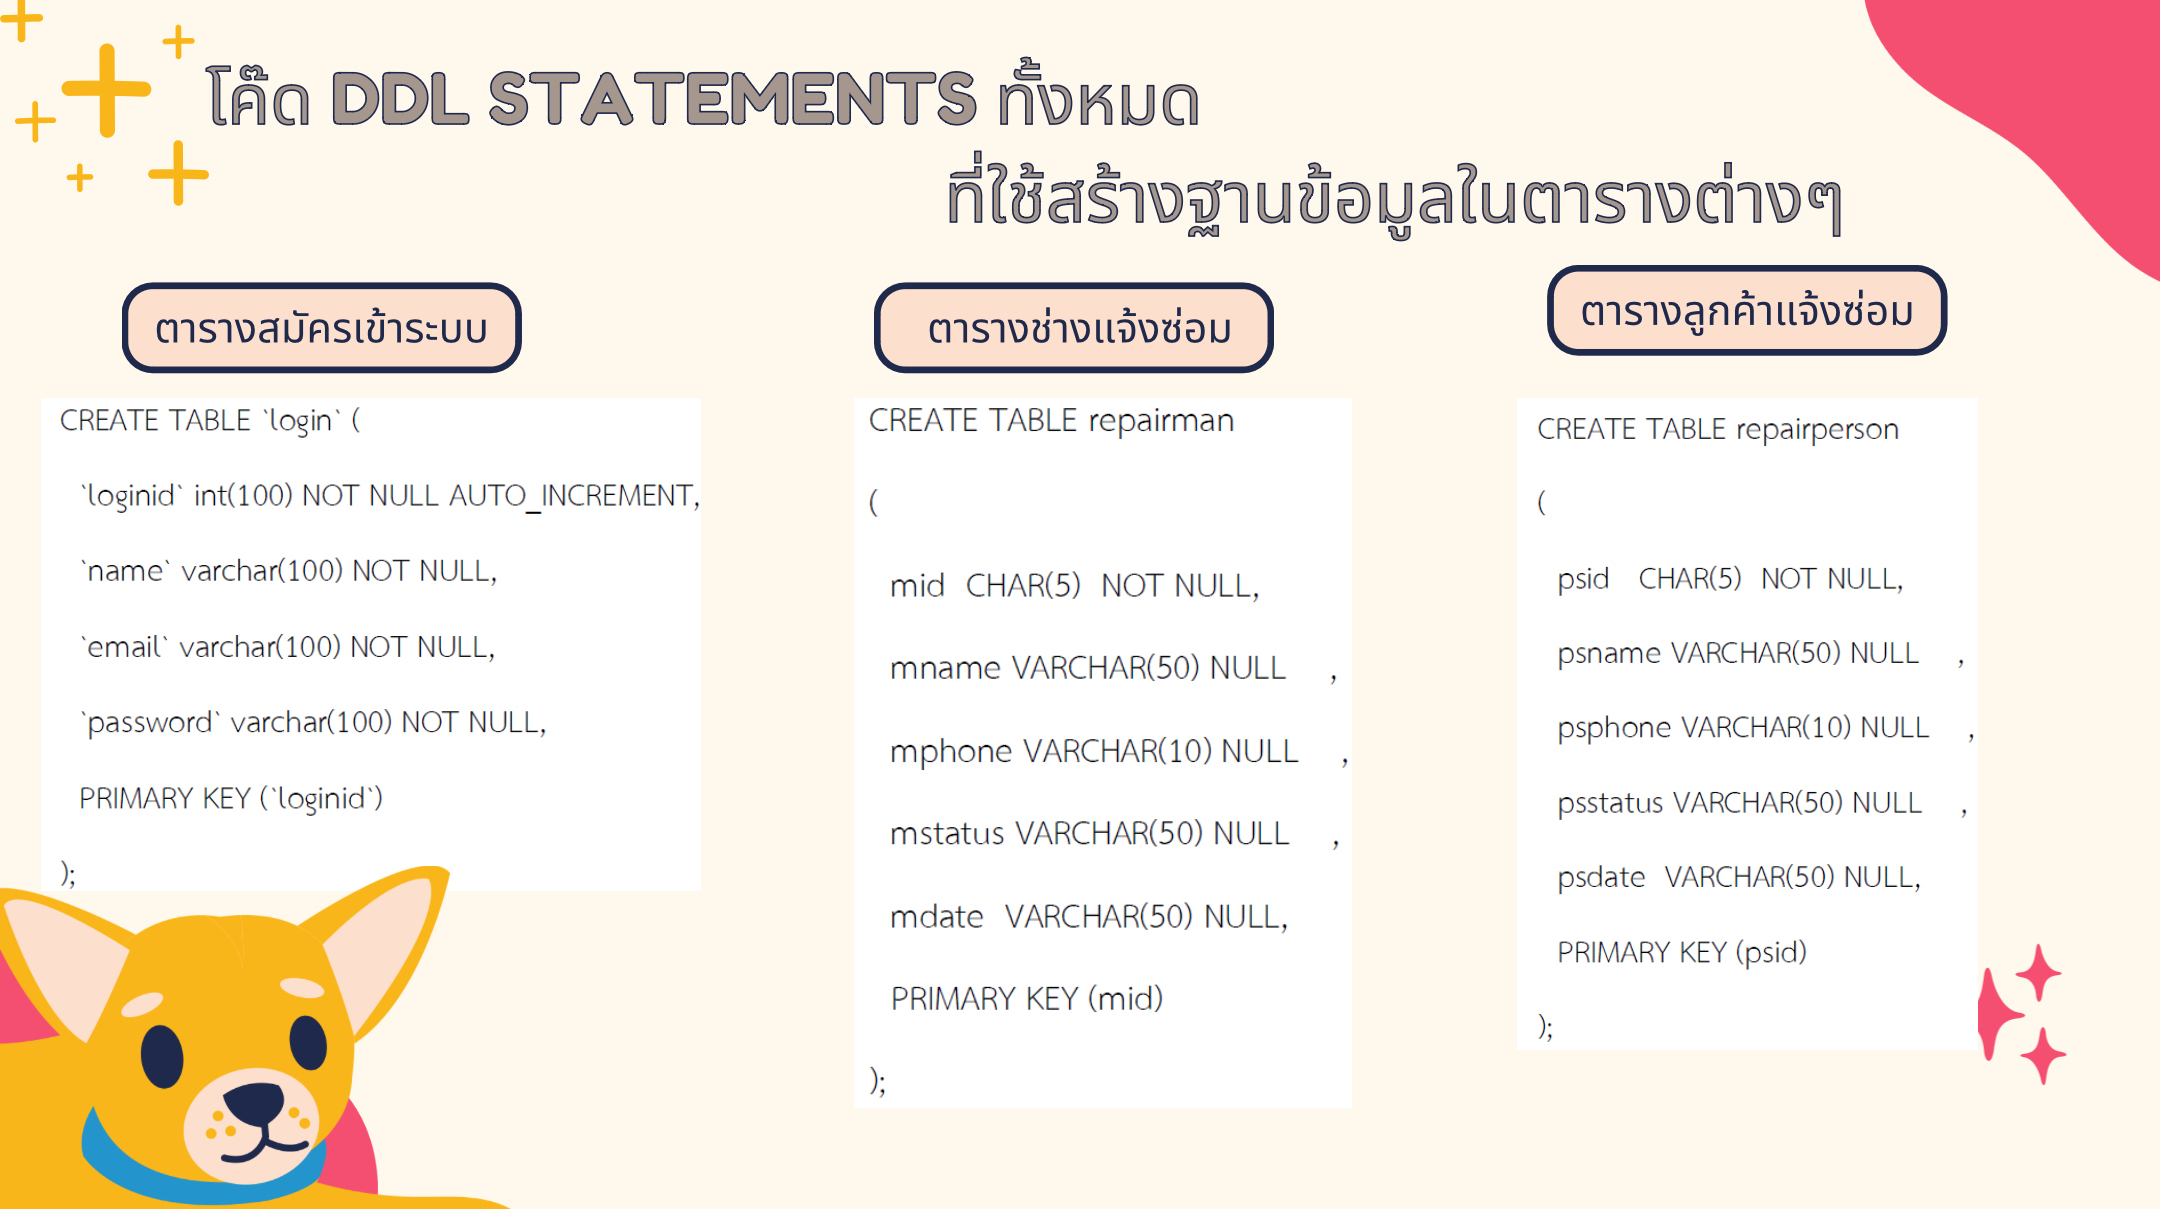 โค๊ด DDL STATEMENTS ทั้งหมด
ที่ใช้สร้างฐานข้อมูลในตารางต่างๆ
ตารางสมัครเข้าระบบ
CREATE TABLE `login` (
`loginid` int(100) NOT NULL AUTO_INCREMENT,
`name` varchar(100) NOT NULL,
`email` varchar(100) NOT NULL,
`password` varchar(100) NOT NULL,
PRIMARY KEY (`loginid`)
);
ตารางช่างแจ้งซ่อม
CREATE TABLE repairman
(
mid CHAR(5) NOT NULL,
mname VARCHAR(50) NULL ,
mphone VARCHAR(10) NULL ,
mstatus VARCHAR(50) NULL ,
mdate VARCHAR(50) NULL,
PRIMARY KEY (mid)
);
ตารางลูกค้าแจ้งซ่อม
CREATE TABLE repairperson
(
psid CHAR(5) NOT NULL,
psname VARCHAR(50) NULL ,
psphone VARCHAR(10) NULL ,
psstatus VARCHAR(50) NULL ,
psdate VARCHAR(50) NULL,
PRIMARY KEY (psid)
);